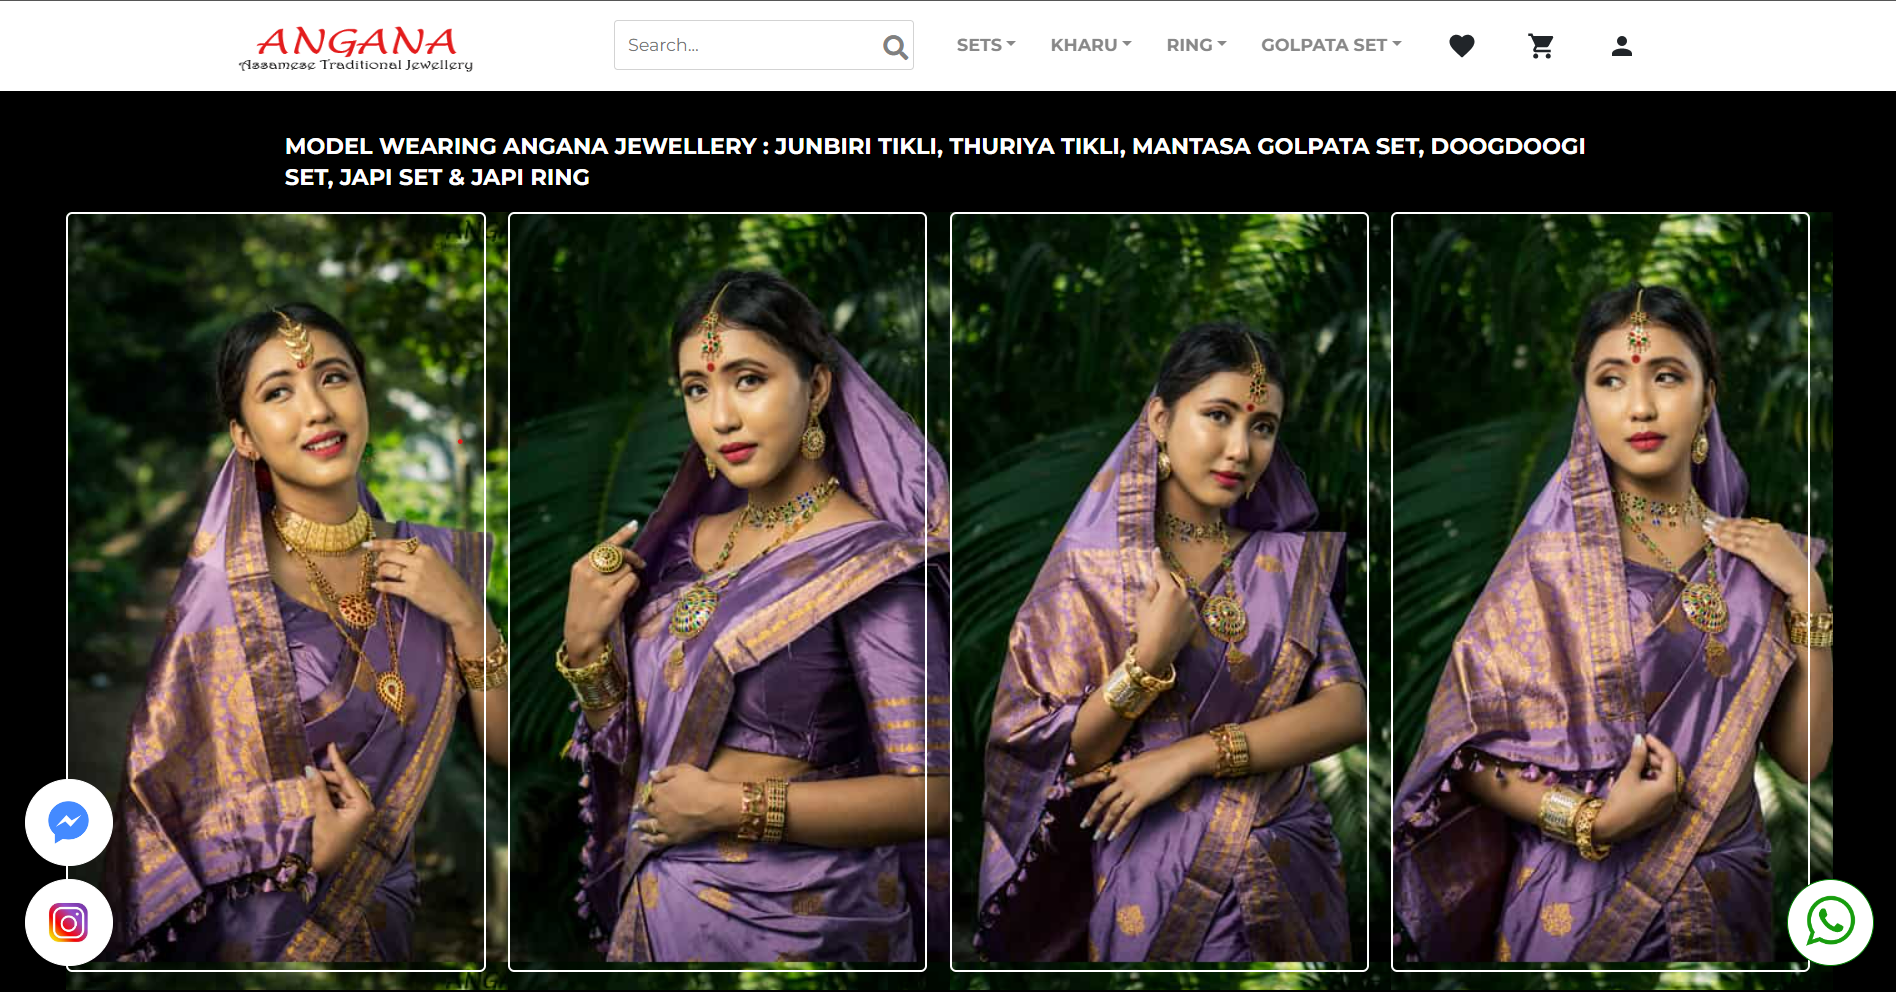 ANGANA
Assamese Traditional Jewellery
Search...
SETS
KHARU
RING
GOLPATA SET
MODEL WEARING ANGANA JEWELLERY : JUNBIRI TIKLI, THURIYA TIKLI, MANTASA GOLPATA SET, DOOGDOOGI
SET, JAPI SET & JAPI RING